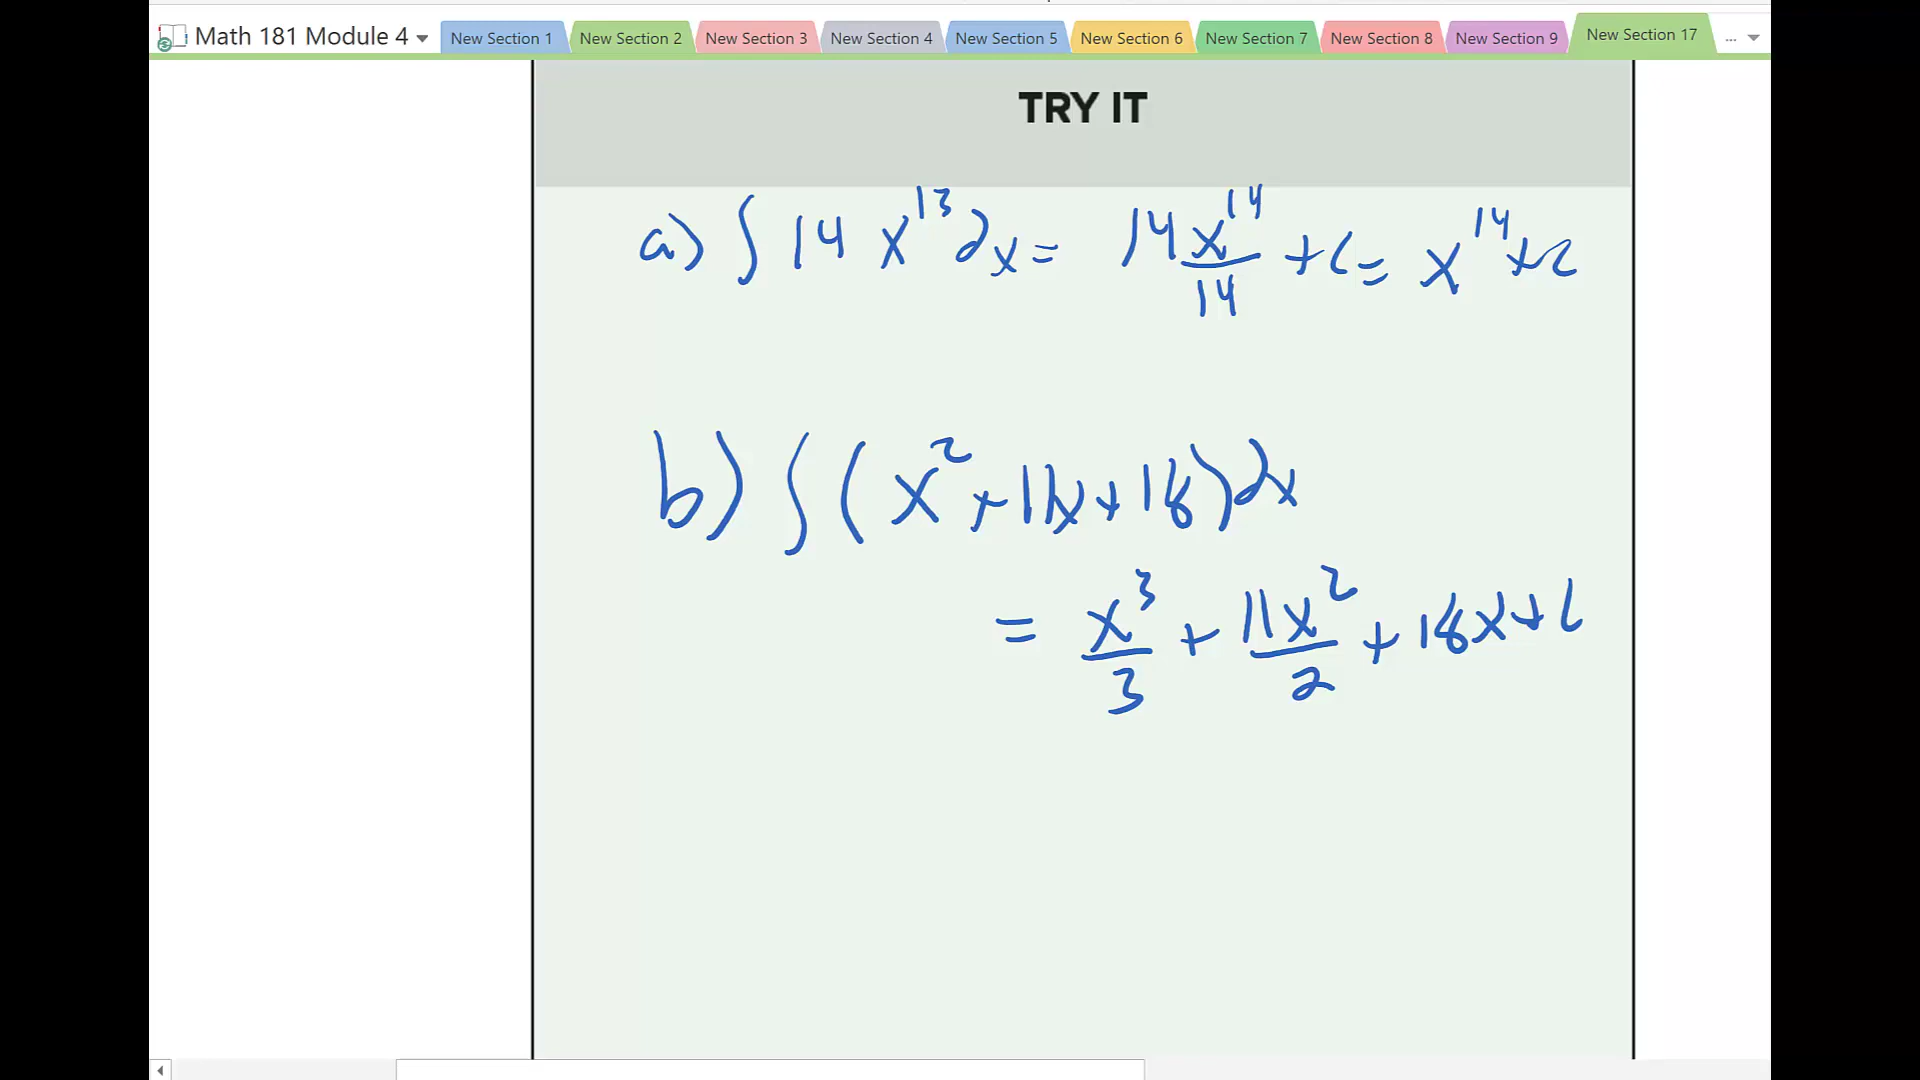 Math 181 Module 4 New Section 1 New Section 2 New Section 3 New Section 4 New Section 5 New Section 6 New Section 7 New Section 8 New Section 9 New Section 17 ...
TRY IT
a) ∫ 14 x^13 dx = 14 x^14/14 + C = x^14 + C
b) ∫ (x^2 + 11x + 18) dx
= x^3/3 + 11x^2/2 + 18x + C